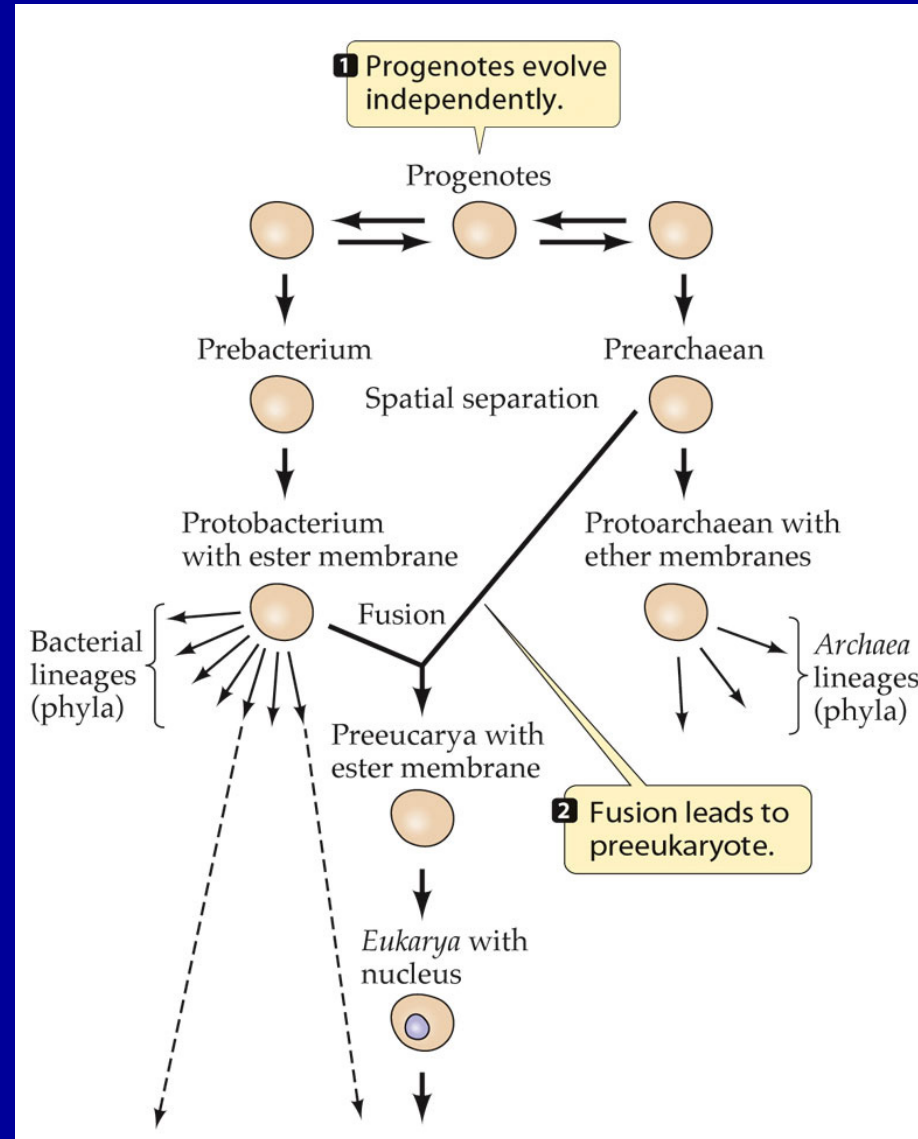 1 Progenotes evolve
independently.
Progenotes
Prebacterium
Prearchaean
Spatial separation
Protobacterium
with ester membrane
Protoarchaean with
ether membranes
Fusion
Bacterial
lineages
(phyla)
Archaea
lineages
(phyla)
Preeucarya with
ester membrane
2 Fusion leads to
preeukaryote.
Eukarya with
nucleus